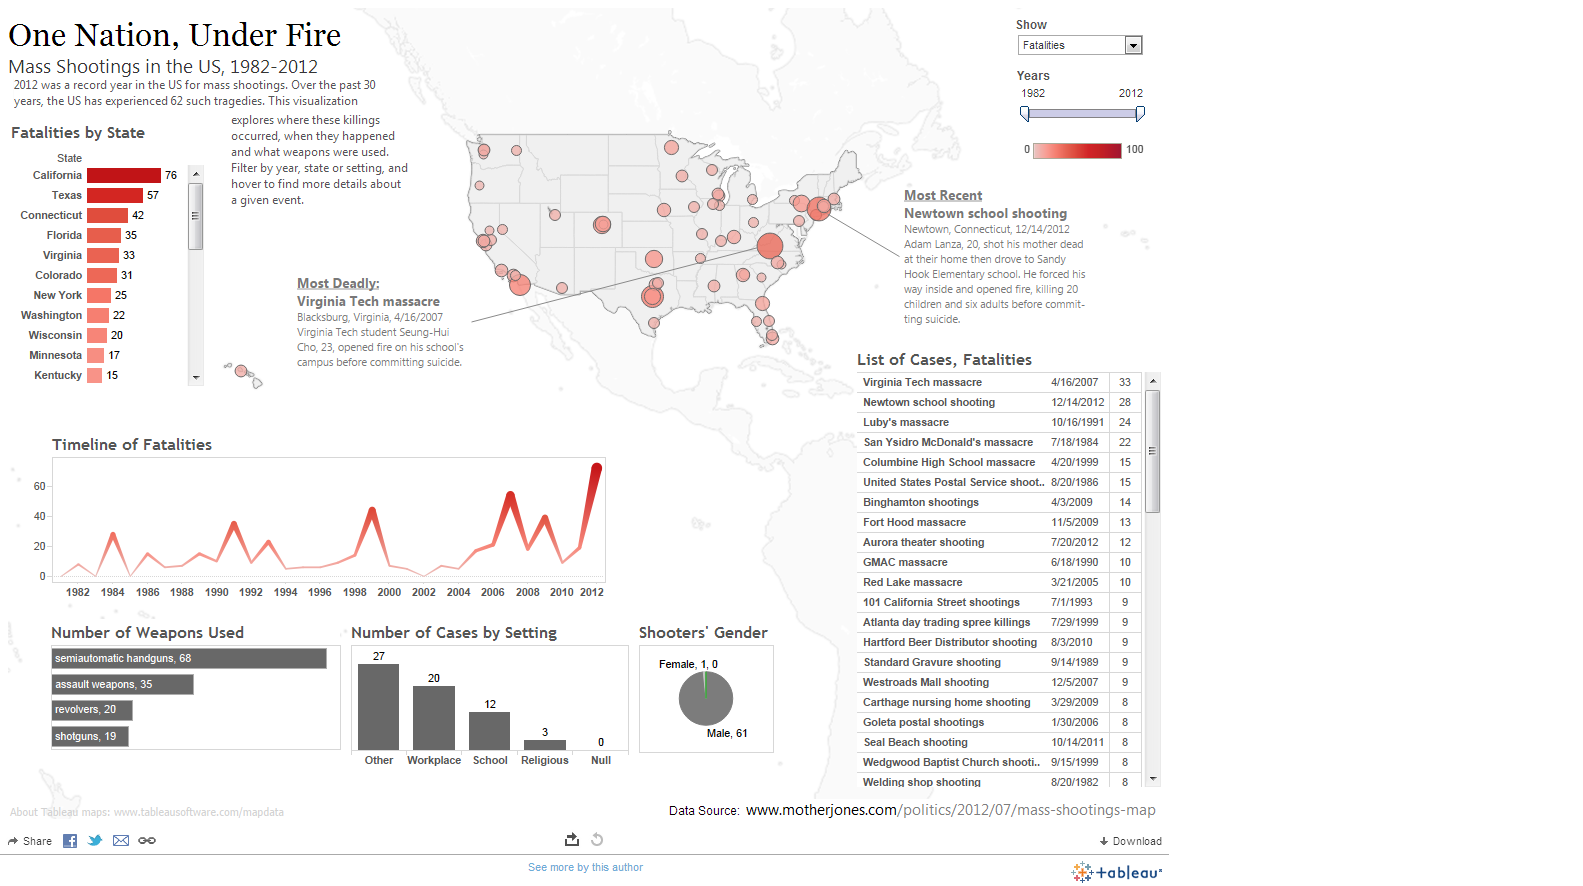 One Nation, Under Fire
Mass Shootings in the US, 1982-2012
2012 was a record year in the US for mass shootings. Over the past 30
years, the US has experienced 62 such tragedies. This visualization
explores where these killings
occurred, when they happened
and what weapons were used.
Filter by year, state or setting, and
hover to find more details about
a given event.
Show
Fatalities
Years
1982 2012
0 100
Fatalities by State
State
California 76
Texas 57
Connecticut 42
Florida 35
Virginia 33
Colorado 31
New York 25
Washington 22
Wisconsin 20
Minnesota 17
Kentucky 15
Most Deadly:
Virginia Tech massacre
Blacksburg, Virginia, 4/16/2007
Virginia Tech student Seung-Hui
Cho, 23, opened fire on his school's
campus before committing suicide.
Most Recent
Newtown school shooting
Newtown, Connecticut, 12/14/2012
Adam Lanza, 20, shot his mother dead
at their home then drove to Sandy
Hook Elementary school. He forced his
way inside and opened fire, killing 20
children and six adults before commit-
ting suicide.
List of Cases, Fatalities
Virginia Tech massacre 4/16/2007 33
Newtown school shooting 12/14/2012 28
Luby's massacre 10/16/1991 24
San Ysidro McDonald's massacre 7/18/1984 22
Columbine High School massacre 4/20/1999 15
United States Postal Service shoot.. 8/20/1986 15
Binghamton shootings 4/3/2009 14
Fort Hood massacre 11/5/2009 13
Aurora theater shooting 7/20/2012 12
GMAC massacre 6/18/1990 10
Red Lake massacre 3/21/2005 10
101 California Street shootings 7/1/1993 9
Atlanta day trading spree killings 7/29/1999 9
Hartford Beer Distributor shooting 8/3/2010 9
Standard Gravure shooting 9/14/1989 9
Westroads Mall shooting 12/5/2007 9
Carthage nursing home shooting 3/29/2009 8
Goleta postal shootings 1/30/2006 8
Seal Beach shooting 10/14/2011 8
Wedgwood Baptist Church shooti.. 9/15/1999 8
Welding shop shooting 8/20/1982 8
Timeline of Fatalities
60
40
20
0
1982 1984 1986 1988 1990 1992 1994 1996 1998 2000 2002 2004 2006 2008 2010 2012
Number of Weapons Used
semiautomatic handguns, 68
assault weapons, 35
revolvers, 20
shotguns, 19
Number of Cases by Setting
27 20 12 3 0
Other Workplace School Religious Null
Shooters' Gender
Female, 1, 0
Male, 61
About Tableau maps: www.tableausoftware.com/mapdata
Data Source: www.motherjones.com/politics/2012/07/mass-shootings-map
Share
Download
See more by this author
+ableau